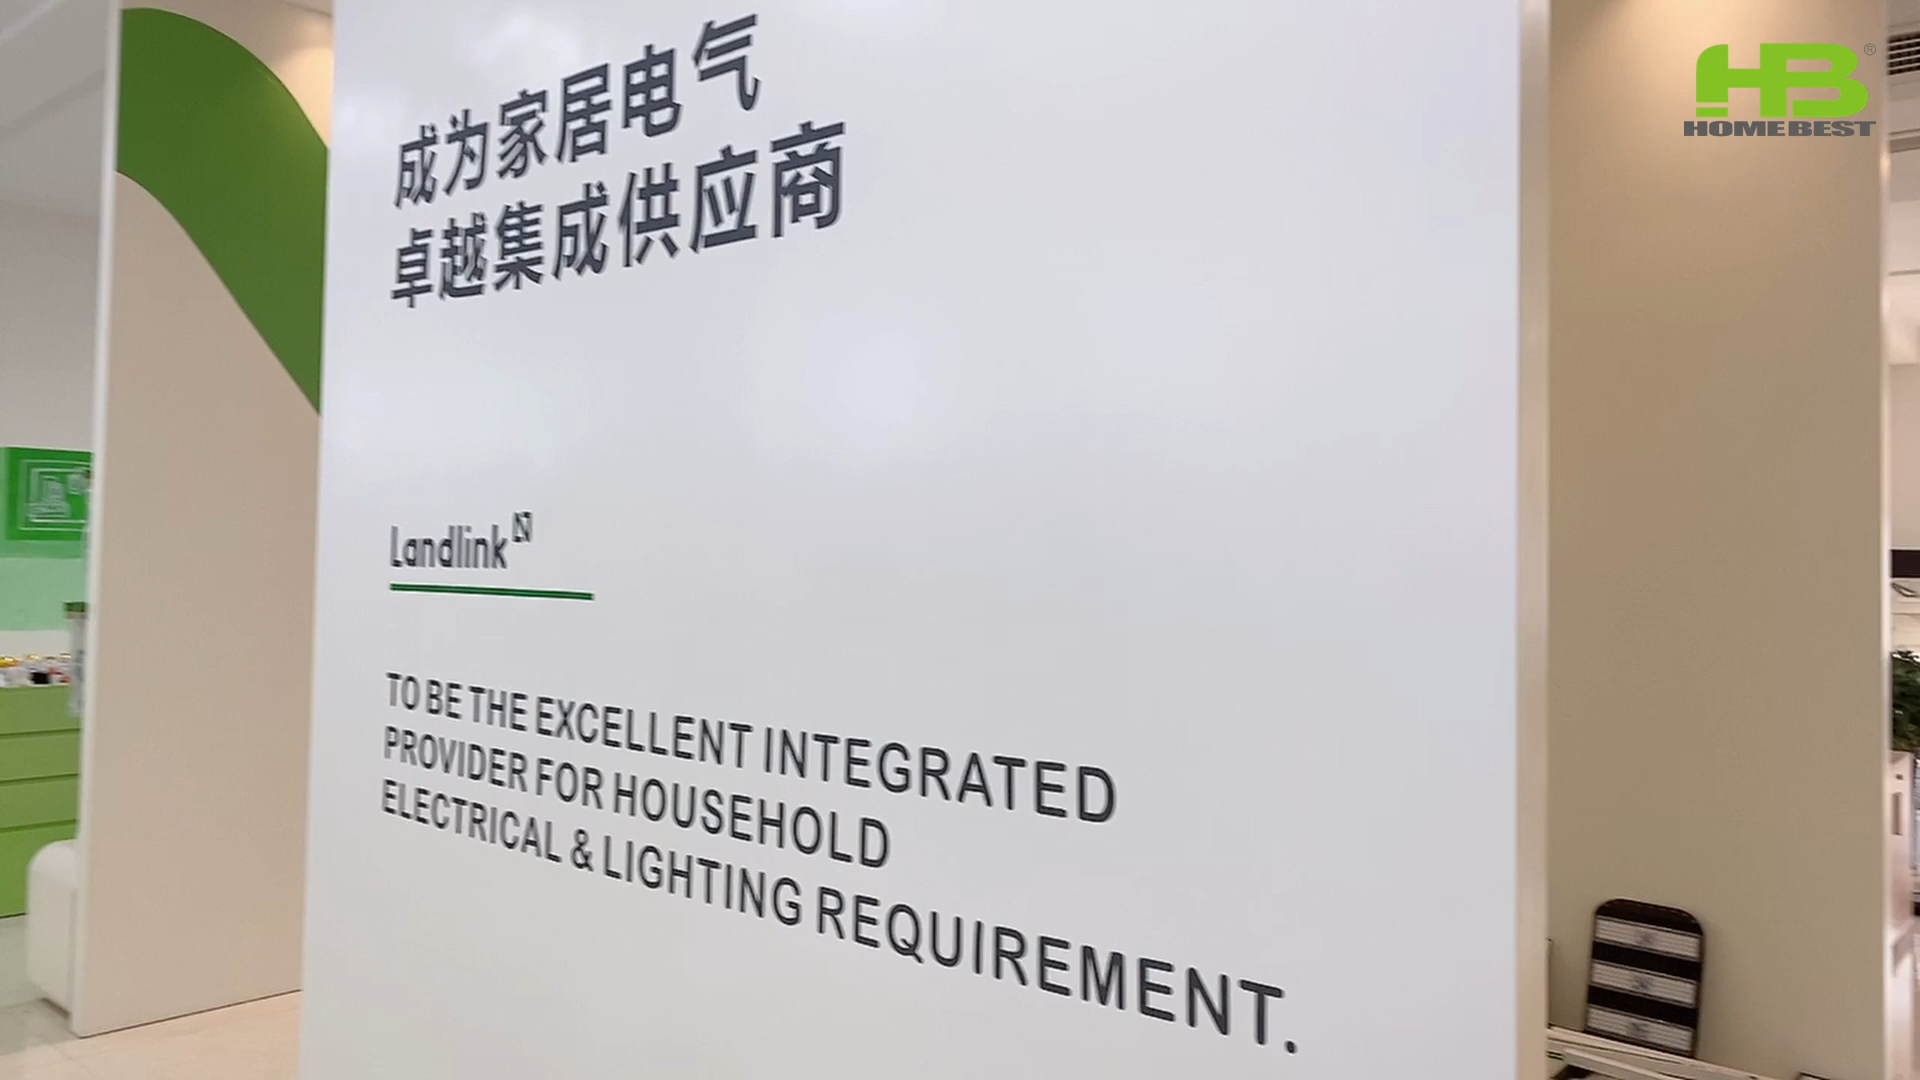 成为家居电气
卓越集成供应商
Landlink
TO BE THE EXCELLENT INTEGRATED
PROVIDER FOR HOUSEHOLD
ELECTRICAL & LIGHTING REQUIREMENT.
HB®
HOMEBEST